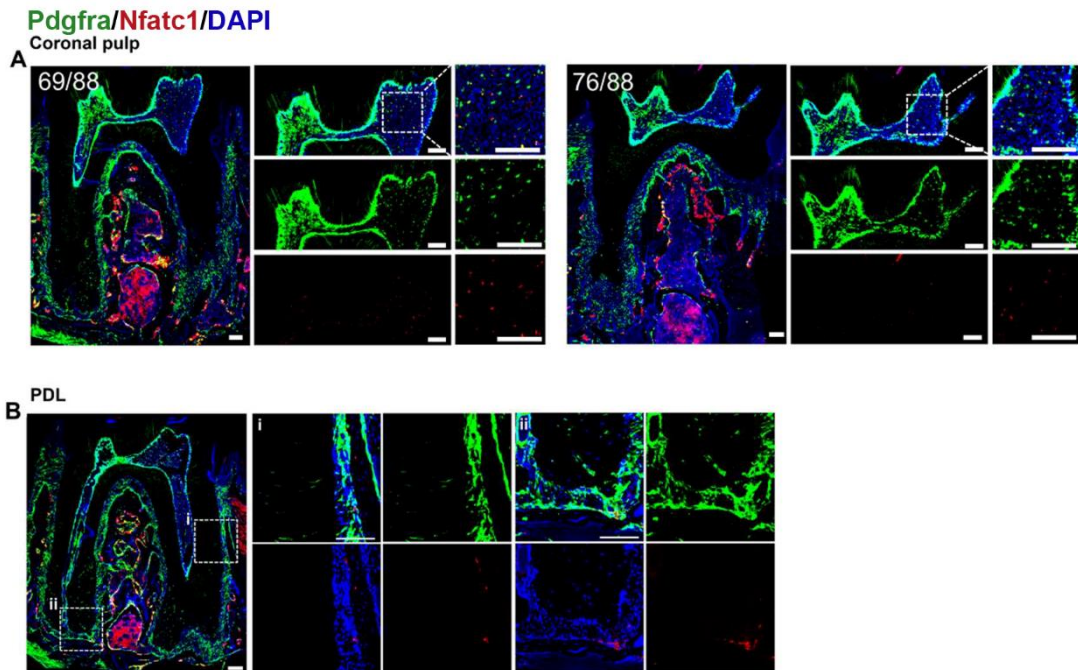 Pdgfra/Nfatc1/DAPI
Coronal pulp
A
69/88
76/88
PDL
B
i
ii
i
ii